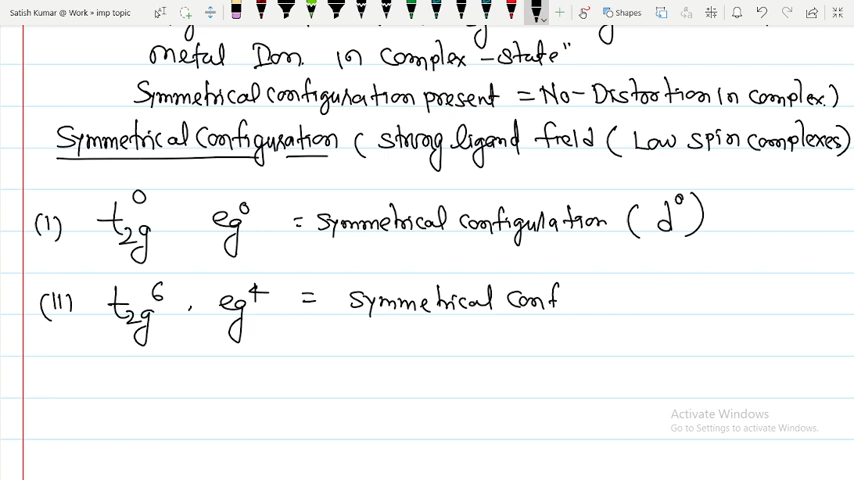 Satish Kumar @ Work » imp topic
Shapes
metal Ion. in complex-state"
Symmetrical configuration present = No-Distortion in complex.)
Symmetrical Configuration ( strong ligand field ( Low spin complexes)
(I) t2g⁰ eg⁰ = symmetrical configuration ( d⁰ )
(II) t2g⁶ . eg⁴ = symmetrical conf
Activate Windows
Go to Settings to activate Windows.